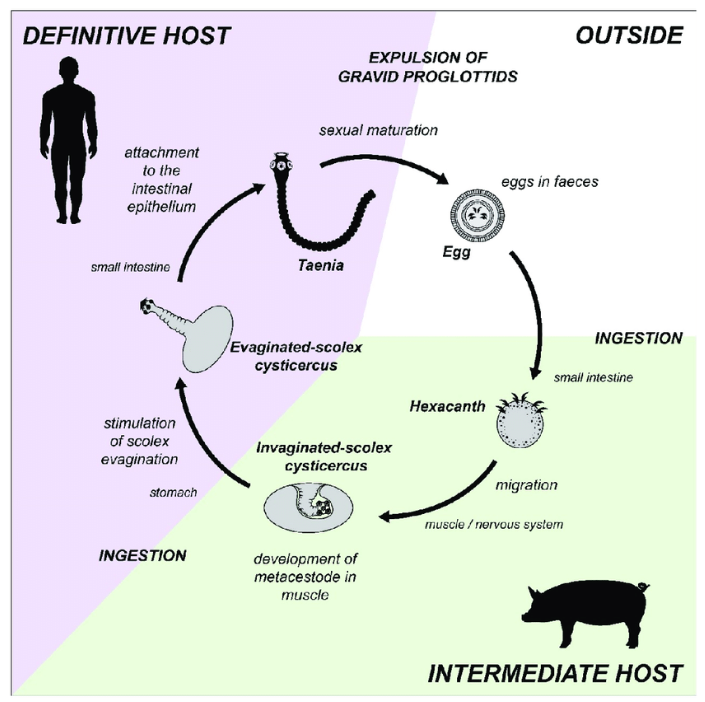 DEFINITIVE HOST
OUTSIDE
EXPULSION OF
GRAVID PROGLOTTIDS
sexual maturation
attachment
to the
intestinal
epithelium
eggs in faeces
Egg
Taenia
small intestine
INGESTION
Evaginated-scolex
cysticercus
small intestine
Hexacanth
stimulation
of scolex
evagination
Invaginated-scolex
cysticercus
migration
stomach
muscle / nervous system
INGESTION
development of
metacestode in
muscle
INTERMEDIATE HOST